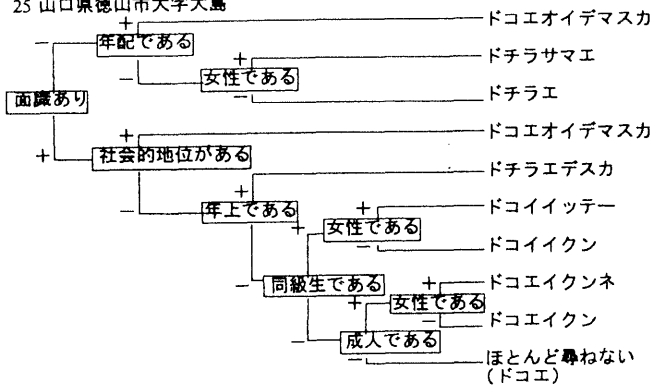 25 山口県徳山市大字大島
+ ドコエオイデマスカ
− 年配である
+ ドチラサマエ
− 女性である
− ドチラエ
面識あり
+ ドコエオイデマスカ
+ 社会的地位がある
ドチラエデスカ
+
− 年上である
+ ドコイイッテー
+ 女性である
− ドコイイクン
− 同級生である
+ ドコエイクンネ
+ 女性である
− ドコエイクン
− 成人である
− ほとんど尋ねない
(ドコエ)